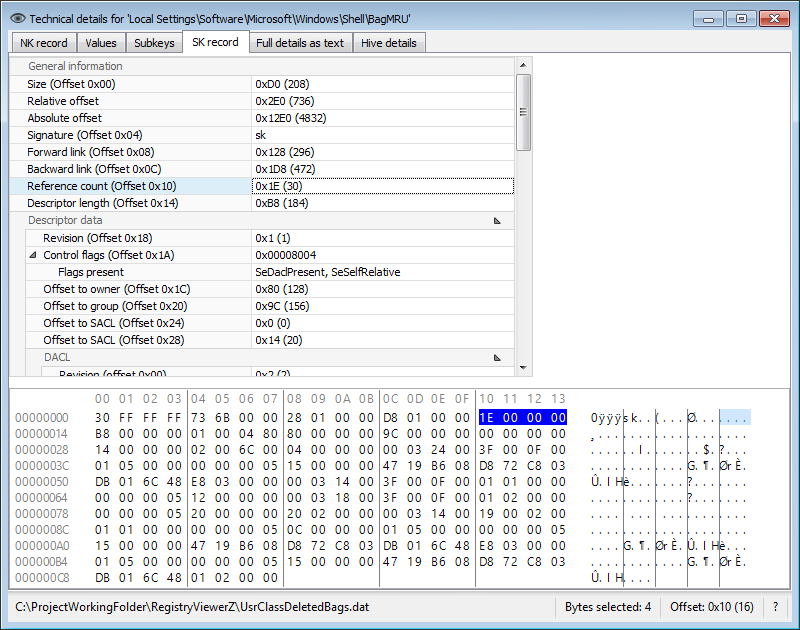 Technical details for 'Local Settings\Software\Microsoft\Windows\Shell\BagMRU'
NK record Values Subkeys SK record Full details as text Hive details
General information
Size (Offset 0x00) 0xD0 (208)
Relative offset 0x2E0 (736)
Absolute offset 0x12E0 (4832)
Signature (Offset 0x04) sk
Forward link (Offset 0x08) 0x128 (296)
Backward link (Offset 0x0C) 0x1D8 (472)
Reference count (Offset 0x10) 0x1E (30)
Descriptor length (Offset 0x14) 0xB8 (184)
Descriptor data
Revision (Offset 0x18) 0x1 (1)
Control flags (Offset 0x1A) 0x00008004
Flags present SeDaclPresent, SeSelfRelative
Offset to owner (Offset 0x1C) 0x80 (128)
Offset to group (Offset 0x20) 0x9C (156)
Offset to SACL (Offset 0x24) 0x0 (0)
Offset to SACL (Offset 0x28) 0x14 (20)
DACL
Revision (offset 0x00) 0x2 (2)
00 01 02 03 04 05 06 07 08 09 0A 0B 0C 0D 0E 0F 10 11 12 13
00000000 30 FF FF FF 73 6B 00 00 28 01 00 00 D8 01 00 00 1E 00 00 00 0ÿÿÿsk..(...Ø.......
00000014 B8 00 00 00 01 00 04 80 80 00 00 00 9C 00 00 00 00 00 00 00 ¸...................
00000028 14 00 00 00 02 00 6C 00 04 00 00 00 00 03 24 00 3F 00 0F 00 ......l.......$.?...
0000003C 01 05 00 00 00 00 00 05 15 00 00 00 47 19 B6 08 D8 72 C8 03 ............G.¶.ØrÈ.
00000050 DB 01 6C 48 E8 03 00 00 00 03 14 00 3F 00 0F 00 01 01 00 00 Û.lHè.......?.......
00000064 00 00 00 05 12 00 00 00 00 03 18 00 3F 00 0F 00 01 02 00 00 ............?.......
00000078 00 00 00 05 20 00 00 00 20 02 00 00 00 03 14 00 19 00 02 00 .... ... ...........
0000008C 01 01 00 00 00 00 00 05 0C 00 00 00 01 05 00 00 00 00 00 05 ....................
000000A0 15 00 00 00 47 19 B6 08 D8 72 C8 03 DB 01 6C 48 E8 03 00 00 ....G.¶.ØrÈ.Û.lHè...
000000B4 01 05 00 00 00 00 00 05 15 00 00 00 47 19 B6 08 D8 72 C8 03 ............G.¶.ØrÈ.
000000C8 DB 01 6C 48 01 02 00 00 Û.lH....
C:\ProjectWorkingFolder\RegistryViewerZ\UsrClassDeletedBags.dat Bytes selected: 4 Offset: 0x10 (16) ?